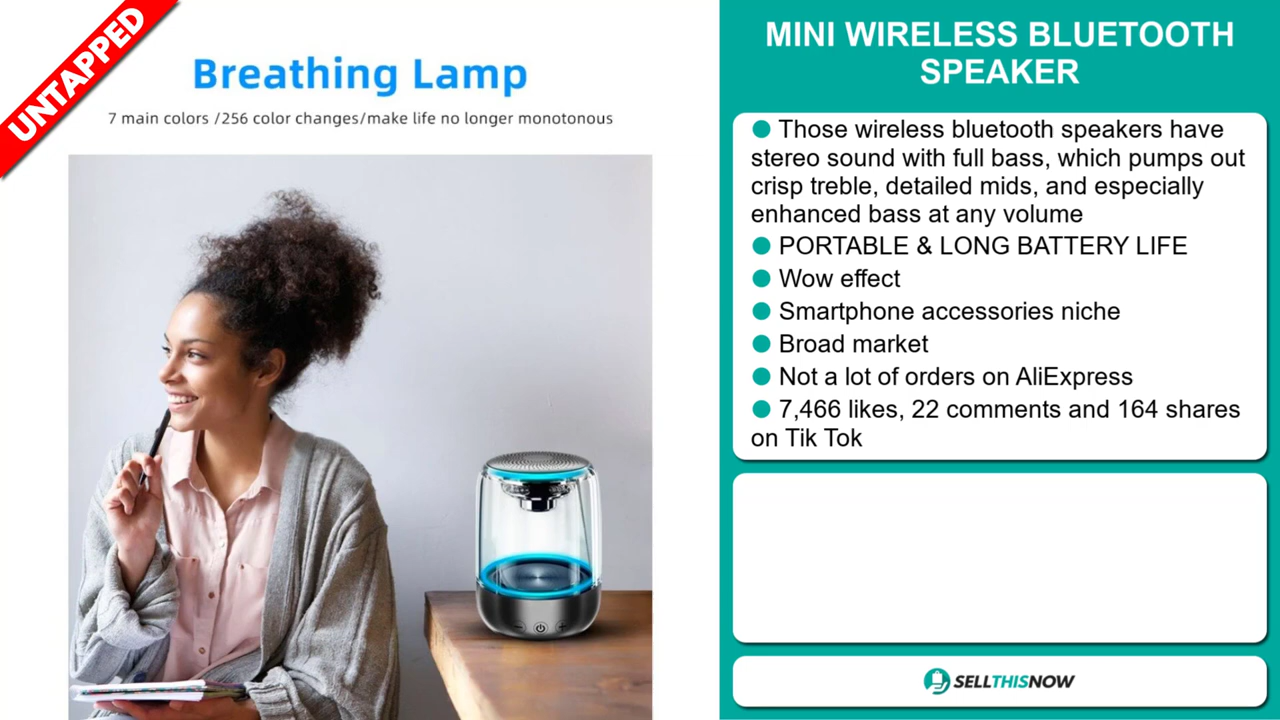 UNTAPPED
Breathing Lamp
7 main colors /256 color changes/make life no longer monotonous
MINI WIRELESS BLUETOOTH
SPEAKER
● Those wireless bluetooth speakers have
stereo sound with full bass, which pumps out
crisp treble, detailed mids, and especially
enhanced bass at any volume
● PORTABLE & LONG BATTERY LIFE
● Wow effect
● Smartphone accessories niche
● Broad market
● Not a lot of orders on AliExpress
● 7,466 likes, 22 comments and 164 shares
on Tik Tok
SELLTHISNOW